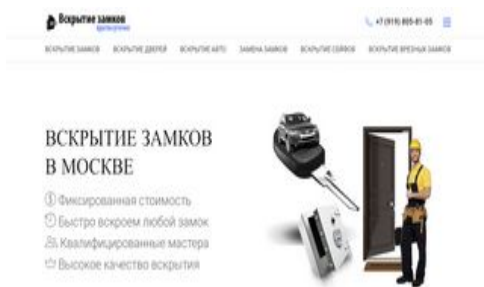 Вскрытие замков
круглосуточно
+7 (919) 805-81-05
ВСКРЫТИЕ ЗАМКОВ ВСКРЫТИЕ ДВЕРЕЙ ВСКРЫТИЕ АВТО ЗАМЕНА ЗАМКОВ ВСКРЫТИЕ СЕЙФОВ ВСКРЫТИЕ ВРЕЗНЫХ ЗАМКОВ
ВСКРЫТИЕ ЗАМКОВ
В МОСКВЕ
Фиксированная стоимость
Быстро вскроем любой замок
Квалифицированные мастера
Высокое качество вскрытия